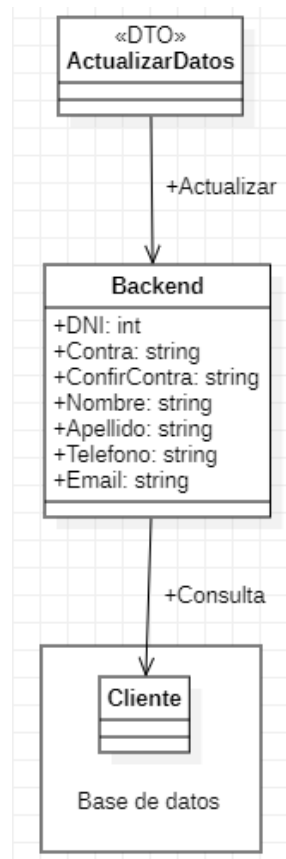 «DTO»
ActualizarDatos
+Actualizar
Backend
+DNI: int
+Contra: string
+ConfirContra: string
+Nombre: string
+Apellido: string
+Telefono: string
+Email: string
+Consulta
Cliente
Base de datos